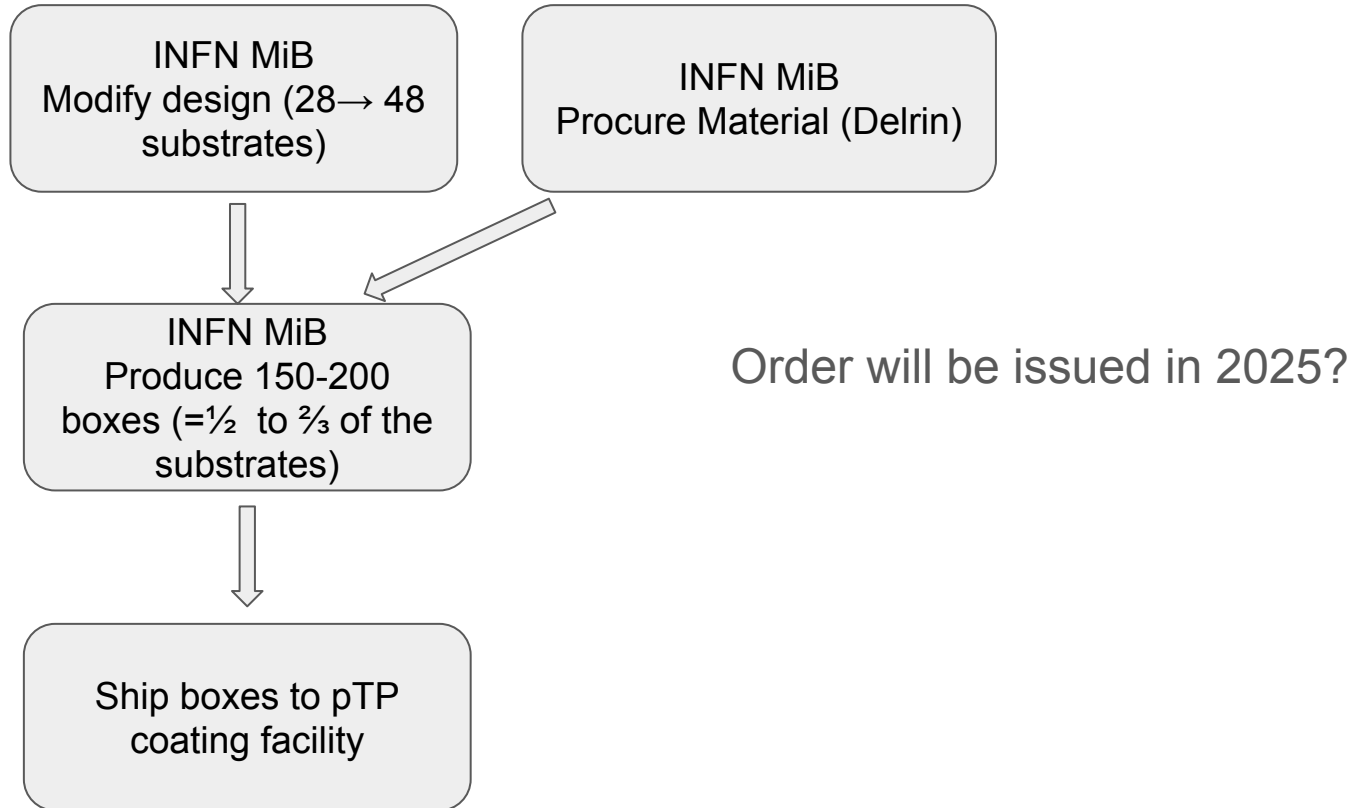 INFN MiB
Modify design (28→ 48
substrates)
INFN MiB
Procure Material (Delrin)
INFN MiB
Produce 150-200
boxes (=½  to ⅔ of the
substrates)
Order will be issued in 2025?
Ship boxes to pTP
coating facility